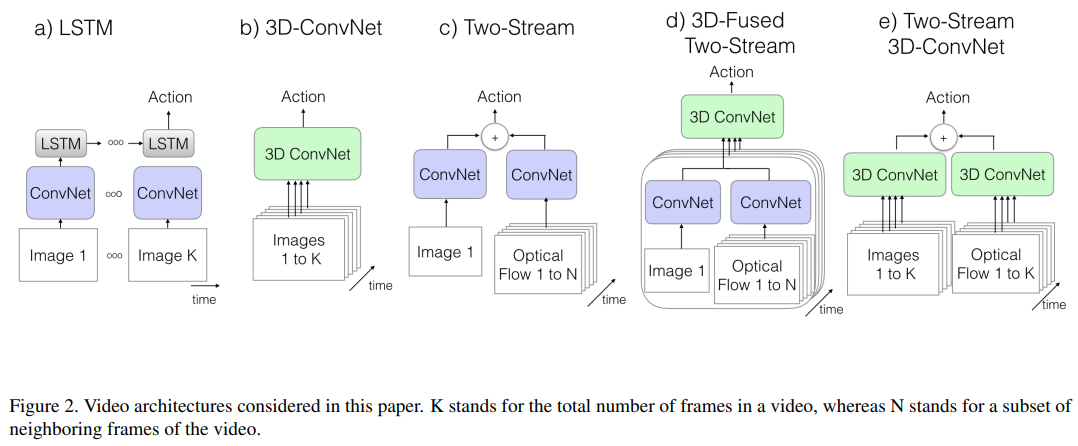 a) LSTM
Action
LSTM
ooo
LSTM
ConvNet
ooo
ConvNet
Image 1
ooo
Image K
time
b) 3D-ConvNet
Action
3D ConvNet
Images
1 to K
time
c) Two-Stream
Action
+
ConvNet
ConvNet
Image 1
Optical
Flow 1 to N
time
d) 3D-Fused
Two-Stream
Action
3D ConvNet
ConvNet
ConvNet
Image 1
Optical
Flow 1 to N
time
e) Two-Stream
3D-ConvNet
Action
+
3D ConvNet
3D ConvNet
Images
1 to K
Optical
Flow 1 to K
time
Figure 2. Video architectures considered in this paper. K stands for the total number of frames in a video, whereas N stands for a subset of
neighboring frames of the video.